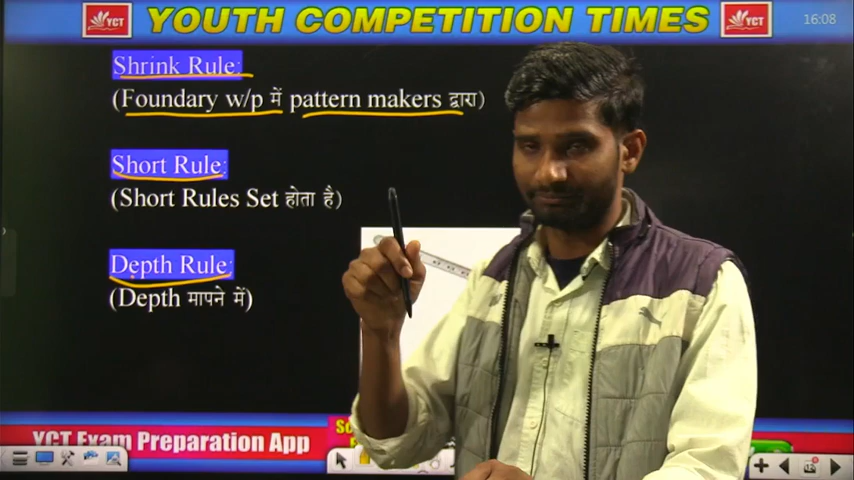 YCT
YOUTH COMPETITION TIMES
YCT
16:08
Shrink Rule:
(Foundary w/p में pattern makers द्वारा)
Short Rule:
(Short Rules Set होता है)
Depth Rule:
(Depth मापने में)
YCT Exam Preparation App